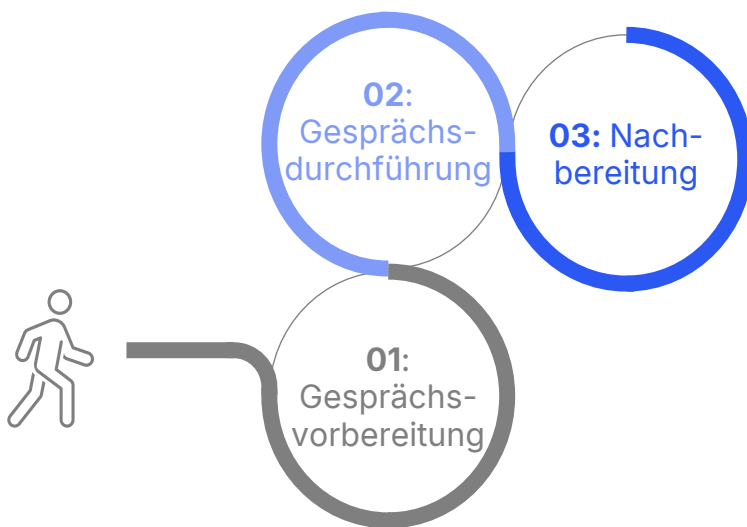 01:
Gesprächs-
vorbereitung
02:
Gesprächs-
durchführung
03: Nach-
bereitung